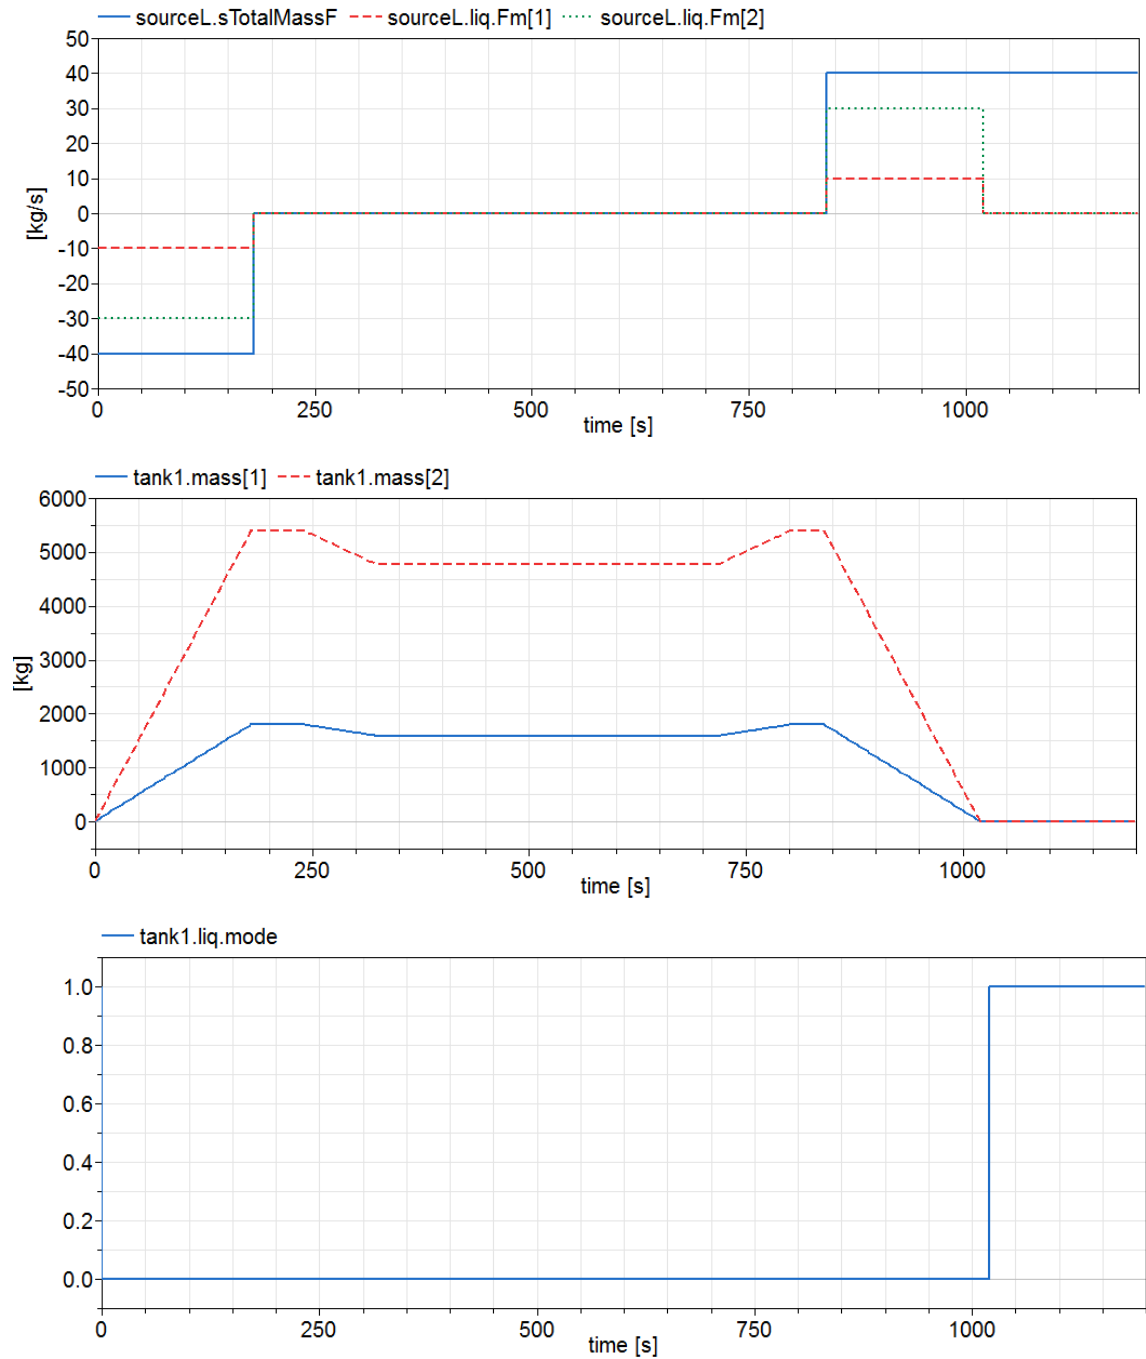 sourceL.sTotalMassF sourceL.liq.Fm[1] sourceL.liq.Fm[2]
50
40
30
20
10
0
-10
-20
-30
-40
-50
[kg/s]
0 250 500 750 1000
time [s]
tank1.mass[1] tank1.mass[2]
6000
5000
4000
3000
2000
1000
0
[kg]
0 250 500 750 1000
time [s]
tank1.liq.mode
1.0
0.8
0.6
0.4
0.2
0.0
0 250 500 750 1000
time [s]